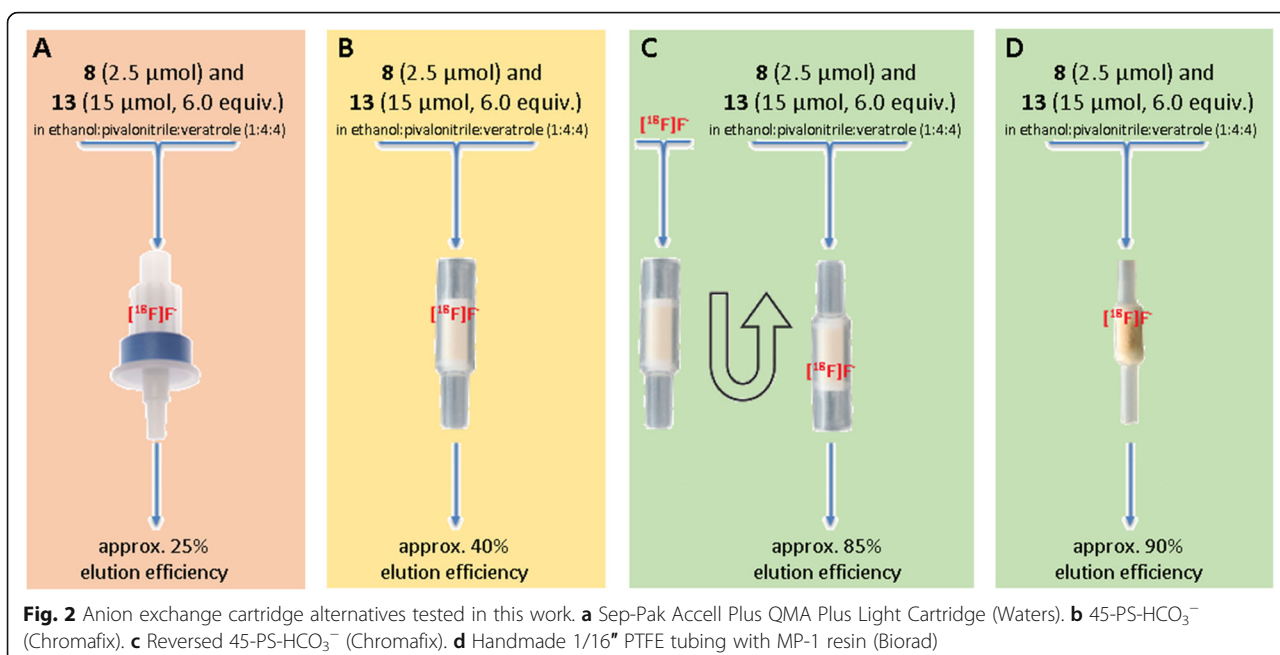 A
8 (2.5 µmol) and
13 (15 µmol, 6.0 equiv.)
in ethanol:pivalonitrile:veratrole (1:4:4)
[¹⁸F]F⁻
approx. 25%
elution efficiency
B
8 (2.5 µmol) and
13 (15 µmol, 6.0 equiv.)
in ethanol:pivalonitrile:veratrole (1:4:4)
[¹⁸F]F⁻
approx. 40%
elution efficiency
C
[¹⁸F]F⁻
8 (2.5 µmol) and
13 (15 µmol, 6.0 equiv.)
in ethanol:pivalonitrile:veratrole (1:4:4)
[¹⁸F]F⁻
approx. 85%
elution efficiency
D
8 (2.5 µmol) and
13 (15 µmol, 6.0 equiv.)
in ethanol:pivalonitrile:veratrole (1:4:4)
[¹⁸F]F⁻
approx. 90%
elution efficiency
Fig. 2 Anion exchange cartridge alternatives tested in this work. a Sep-Pak Accell Plus QMA Plus Light Cartridge (Waters). b 45-PS-HCO₃⁻
(Chromafix). c Reversed 45-PS-HCO₃⁻ (Chromafix). d Handmade 1/16″ PTFE tubing with MP-1 resin (Biorad)